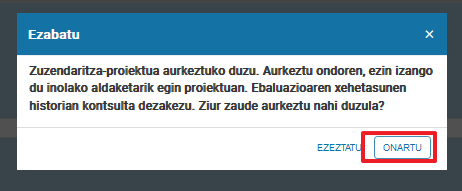 Ezabatu
×
Zuzendaritza-proiektua aurkeztuko duzu. Aurkeztu ondoren, ezin izango
du inolako aldaketarik egin proiektuan. Ebaluazioaren xehetasunen
historian kontsulta dezakezu. Ziur zaude aurkeztu nahi duzula?
EZEZTATU ONARTU